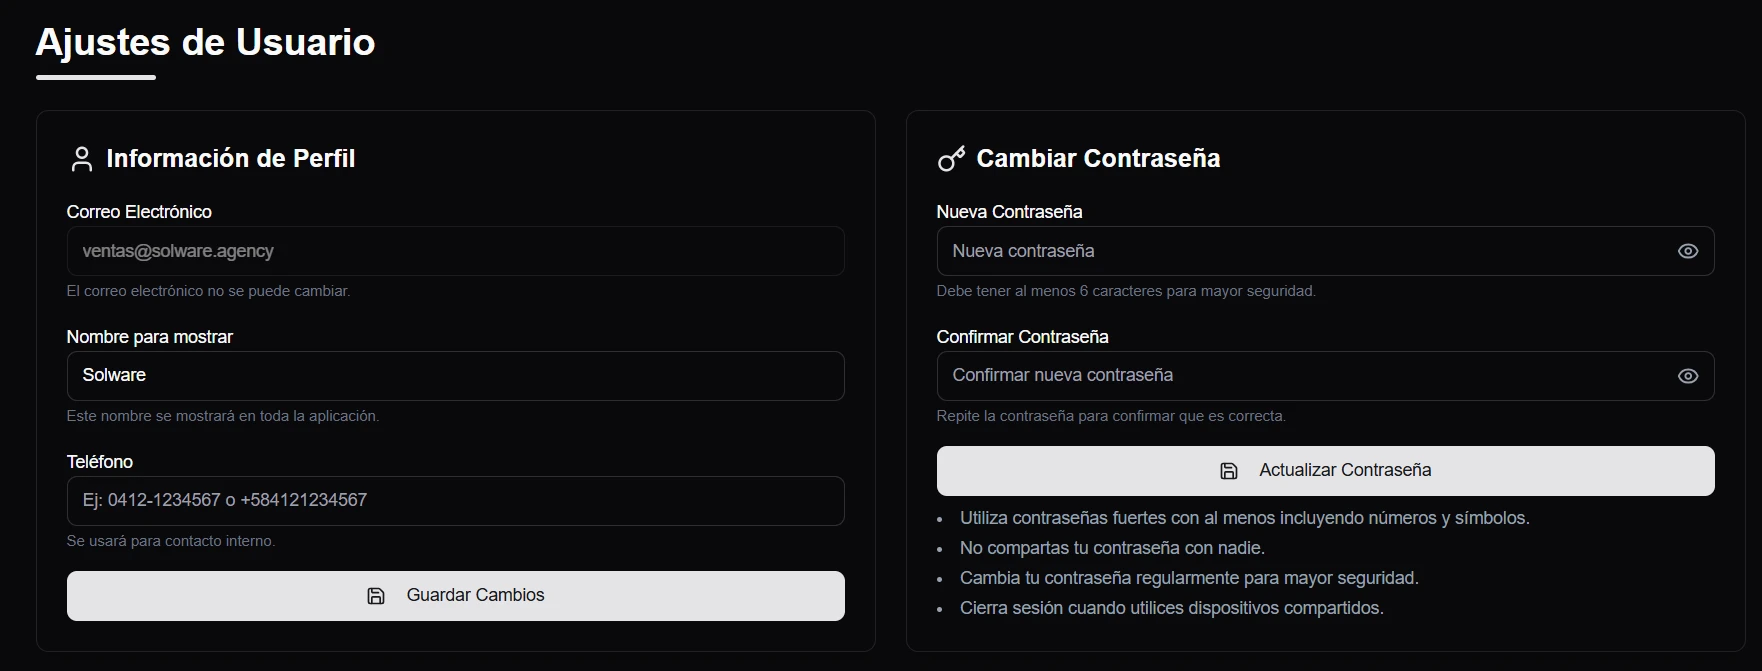 Ajustes de Usuario
Información de Perfil
Correo Electrónico
ventas@solware.agency
El correo electrónico no se puede cambiar.
Nombre para mostrar
Solware
Este nombre se mostrará en toda la aplicación.
Teléfono
Ej: 0412-1234567 o +584121234567
Se usará para contacto interno.
Guardar Cambios
Cambiar Contraseña
Nueva Contraseña
Nueva contraseña
Debe tener al menos 6 caracteres para mayor seguridad.
Confirmar Contraseña
Confirmar nueva contraseña
Repite la contraseña para confirmar que es correcta.
Actualizar Contraseña
• Utiliza contraseñas fuertes con al menos incluyendo números y símbolos.
• No compartas tu contraseña con nadie.
• Cambia tu contraseña regularmente para mayor seguridad.
• Cierra sesión cuando utilices dispositivos compartidos.